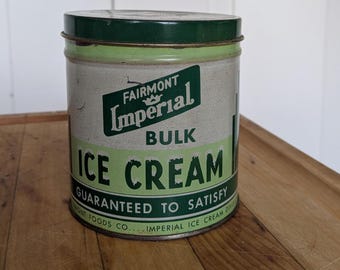 FAIRMONT
Imperial
BULK
ICE CREAM
GUARANTEED TO SATISFY
FOODS CO....IMPERIAL ICE CREAM